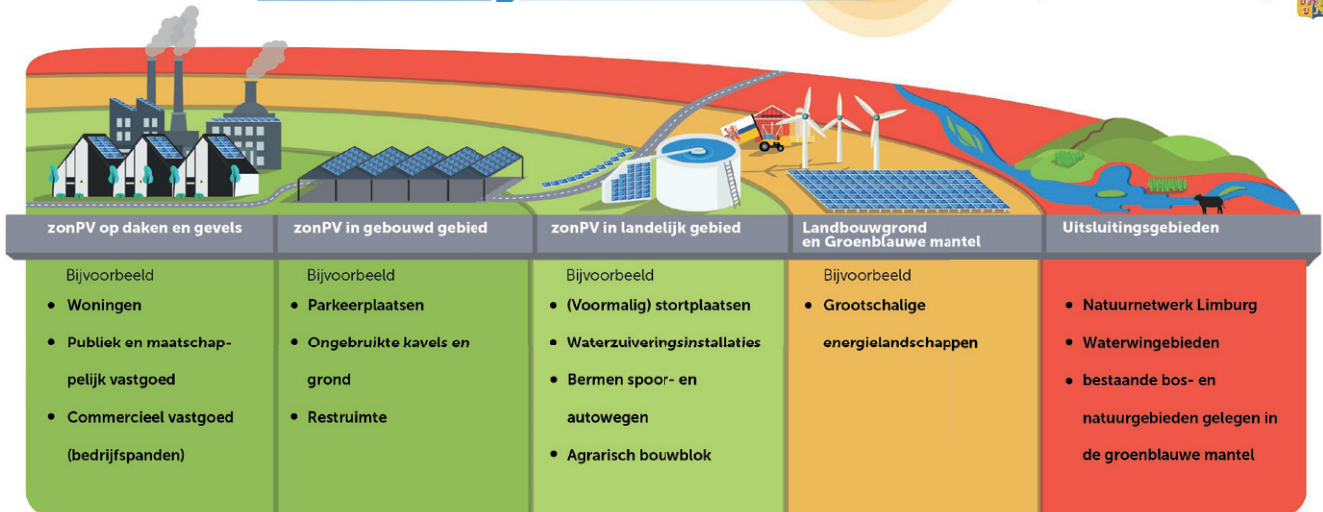 zonPV op daken en gevels
Bijvoorbeeld
• Woningen
• Publiek en maatschap-
pelijk vastgoed
• Commercieel vastgoed
(bedrijfspanden)
zonPV in gebouwd gebied
Bijvoorbeeld
• Parkeerplaatsen
• Ongebruikte kavels en
grond
• Restruimte
zonPV in landelijk gebied
Bijvoorbeeld
• (Voormalig) stortplaatsen
• Waterzuiveringsinstallaties
• Bermen spoor- en
autowegen
• Agrarisch bouwblok
Landbouwgrond
en Groenblauwe mantel
Bijvoorbeeld
• Grootschalige
energielandschappen
Uitsluitingsgebieden
• Natuurnetwerk Limburg
• Waterwingebieden
• bestaande bos- en
natuurgebieden gelegen in
de groenblauwe mantel